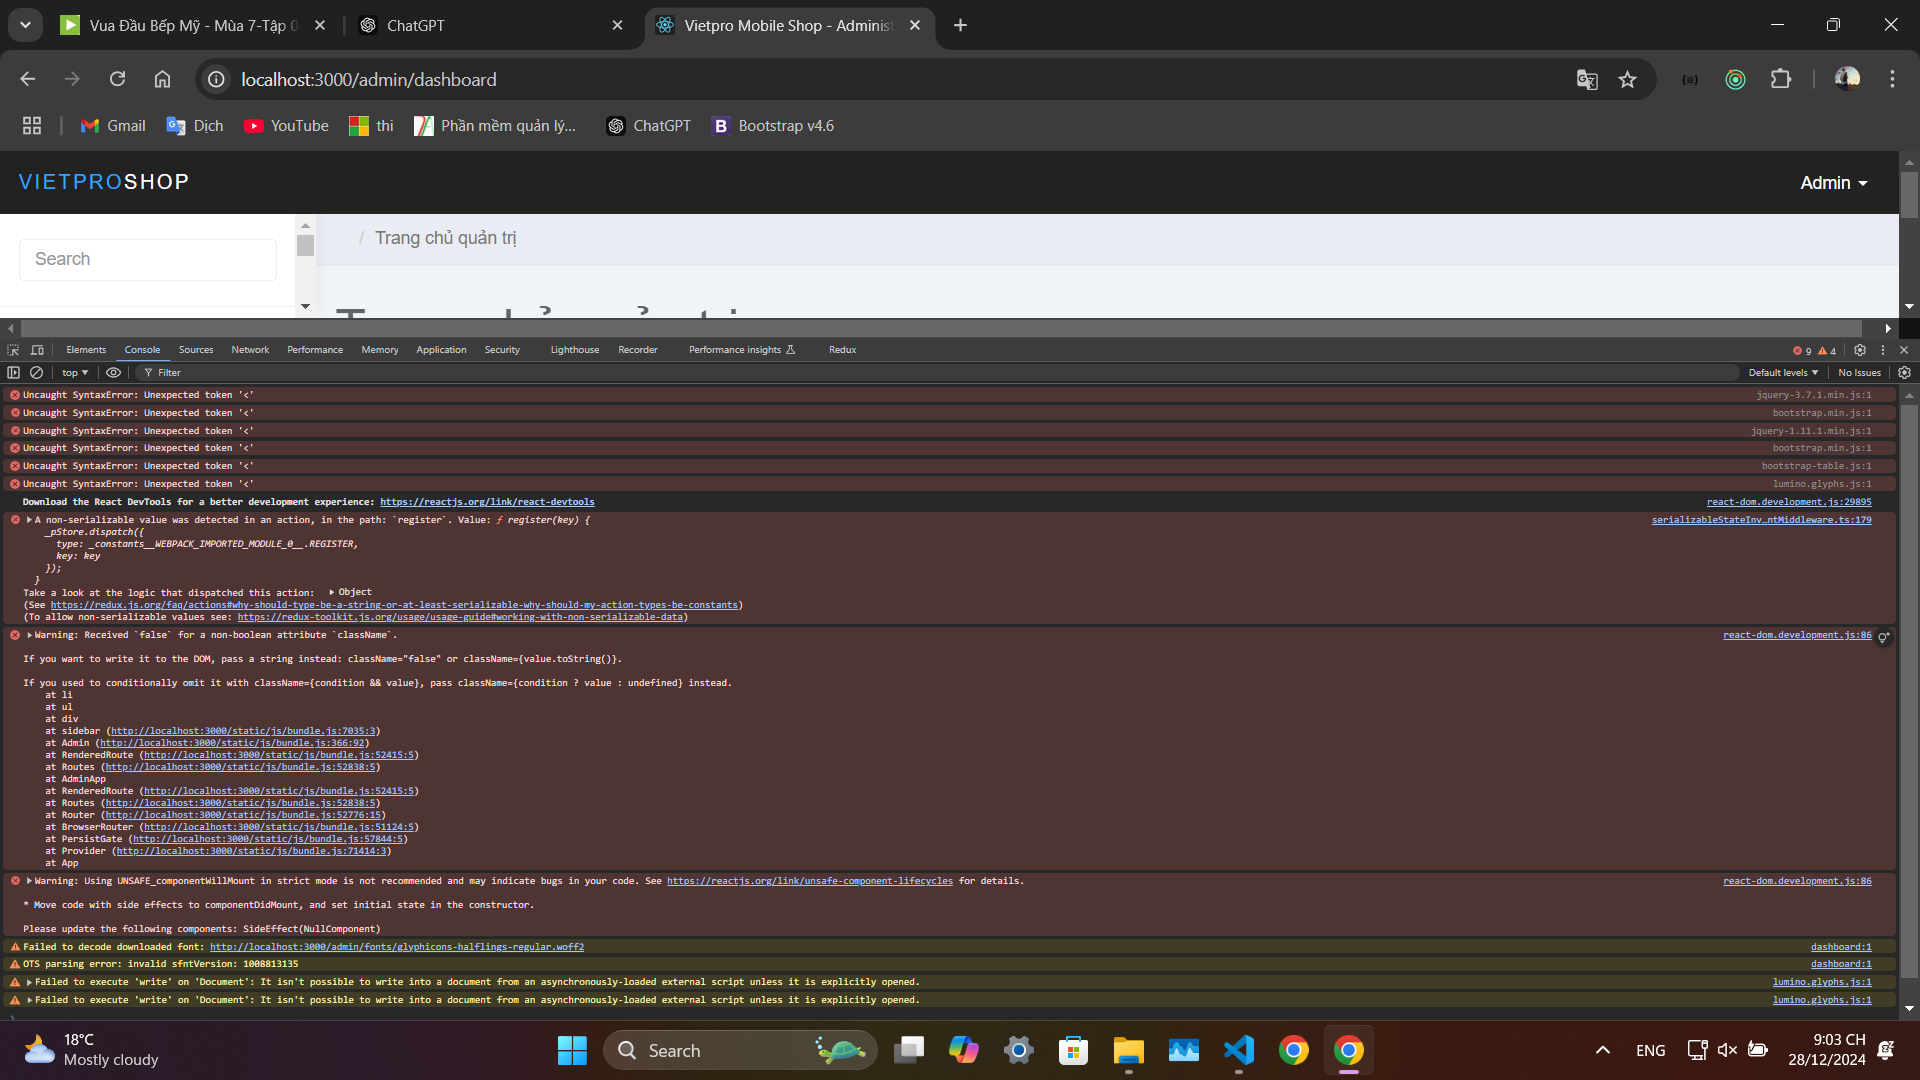 Vua Đầu Bếp Mỹ - Mùa 7-Tập 0
ChatGPT
Vietpro Mobile Shop - Adminis
localhost:3000/admin/dashboard
Gmail
Dịch
YouTube
thi
Phần mềm quản lý...
ChatGPT
Bootstrap v4.6
VIETPROSHOP
Admin
Search
/ Trang chủ quản trị
Elements Console Sources Network Performance Memory Application Security Lighthouse Recorder Performance insights Redux 9 4
top Filter Default levels No Issues
Uncaught SyntaxError: Unexpected token '<' jquery-3.7.1.min.js:1
Uncaught SyntaxError: Unexpected token '<' bootstrap.min.js:1
Uncaught SyntaxError: Unexpected token '<' jquery-1.11.1.min.js:1
Uncaught SyntaxError: Unexpected token '<' bootstrap.min.js:1
Uncaught SyntaxError: Unexpected token '<' bootstrap-table.js:1
Uncaught SyntaxError: Unexpected token '<' lumino.glyphs.js:1
Download the React DevTools for a better development experience: https://reactjs.org/link/react-devtools react-dom.development.js:29895
A non-serializable value was detected in an action, in the path: `register`. Value: ƒ register(key) { serializableStateInv…ntMiddleware.ts:179
_pStore.dispatch({
type: _constants__WEBPACK_IMPORTED_MODULE_0__.REGISTER,
key: key
});
}
Take a look at the logic that dispatched this action: Object
(See https://redux.js.org/faq/actions#why-should-type-be-a-string-or-at-least-serializable-why-should-my-action-types-be-constants)
(To allow non-serializable values see: https://redux-toolkit.js.org/usage/usage-guide#working-with-non-serializable-data)
Warning: Received `false` for a non-boolean attribute `className`. react-dom.development.js:86
If you want to write it to the DOM, pass a string instead: className="false" or className={value.toString()}.
If you used to conditionally omit it with className={condition && value}, pass className={condition ? value : undefined} instead.
at li
at ul
at div
at sidebar (http://localhost:3000/static/js/bundle.js:7035:3)
at Admin (http://localhost:3000/static/js/bundle.js:366:92)
at RenderedRoute (http://localhost:3000/static/js/bundle.js:52415:5)
at Routes (http://localhost:3000/static/js/bundle.js:52838:5)
at AdminApp
at RenderedRoute (http://localhost:3000/static/js/bundle.js:52415:5)
at Routes (http://localhost:3000/static/js/bundle.js:52838:5)
at Router (http://localhost:3000/static/js/bundle.js:52776:15)
at BrowserRouter (http://localhost:3000/static/js/bundle.js:51124:5)
at PersistGate (http://localhost:3000/static/js/bundle.js:57844:5)
at Provider (http://localhost:3000/static/js/bundle.js:71414:3)
at App
Warning: Using UNSAFE_componentWillMount in strict mode is not recommended and may indicate bugs in your code. See https://reactjs.org/link/unsafe-component-lifecycles for details. react-dom.development.js:86
* Move code with side effects to componentDidMount, and set initial state in the constructor.
Please update the following components: SideEffect(NullComponent)
Failed to decode downloaded font: http://localhost:3000/admin/fonts/glyphicons-halflings-regular.woff2 dashboard:1
OTS parsing error: invalid sfntVersion: 1008813135 dashboard:1
Failed to execute 'write' on 'Document': It isn't possible to write into a document from an asynchronously-loaded external script unless it is explicitly opened. lumino.glyphs.js:1
Failed to execute 'write' on 'Document': It isn't possible to write into a document from an asynchronously-loaded external script unless it is explicitly opened. lumino.glyphs.js:1
18°C
Mostly cloudy
Search
ENG
9:03 CH
28/12/2024